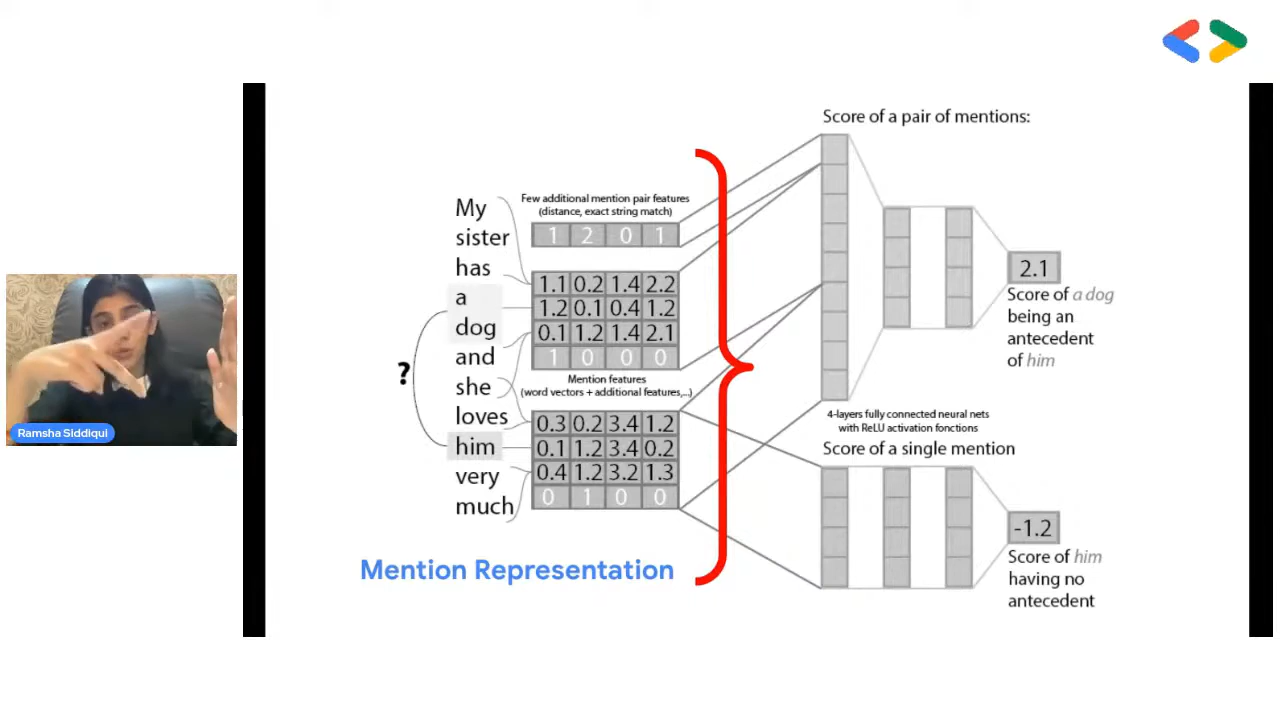 My
sister
has
a
dog
and
she
loves
him
very
much
?
Few additional mention pair features
(distance, exact string match)
1 2 0 1
1.1 0.2 1.4 2.2
1.2 0.1 0.4 1.2
0.1 1.2 1.4 2.1
1 0 0 0
Mention features
(word vectors + additional features,...)
0.3 0.2 3.4 1.2
0.1 1.2 3.4 0.2
0.4 1.2 3.2 1.3
0 1 0 0
Mention Representation
Score of a pair of mentions:
2.1
Score of a dog
being an
antecedent
of him
4-layers fully connected neural nets
with ReLU activation fonctions
Score of a single mention
-1.2
Score of him
having no
antecedent
Ramsha Siddiqui